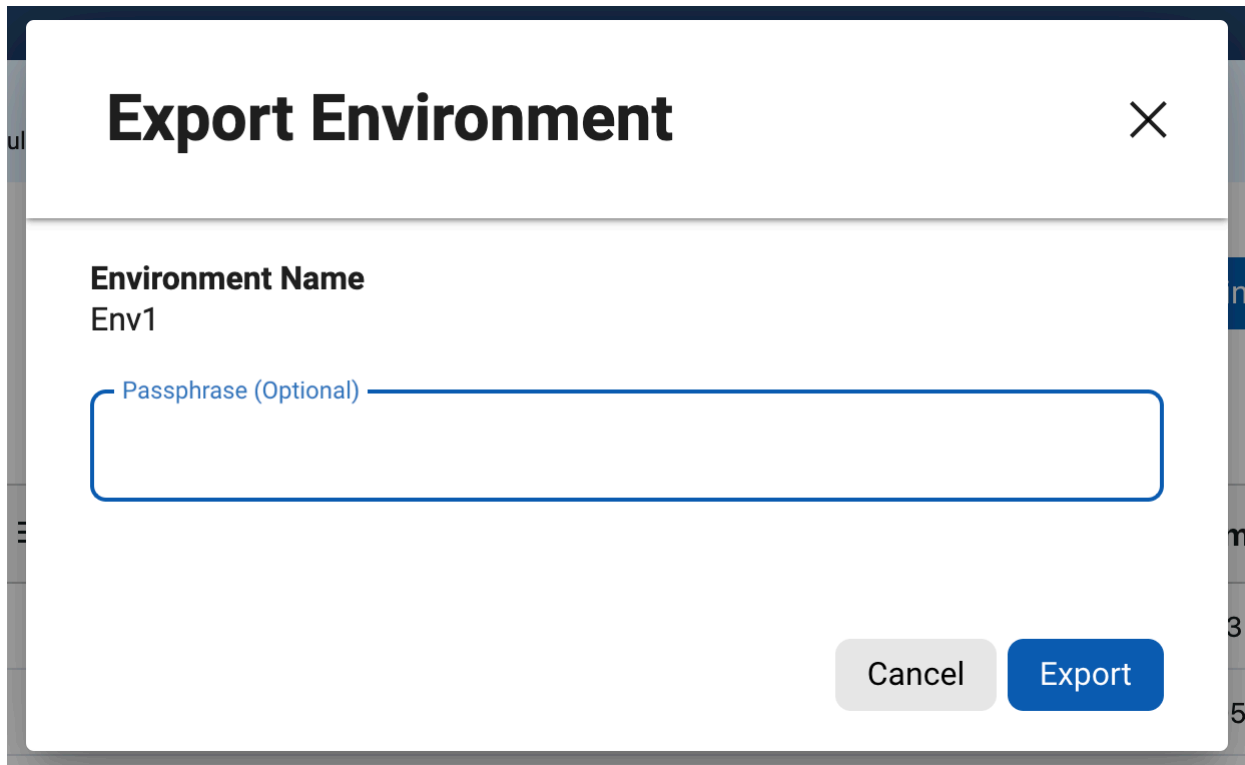 Export Environment
Environment Name
Env1
Passphrase (Optional)
Cancel
Export